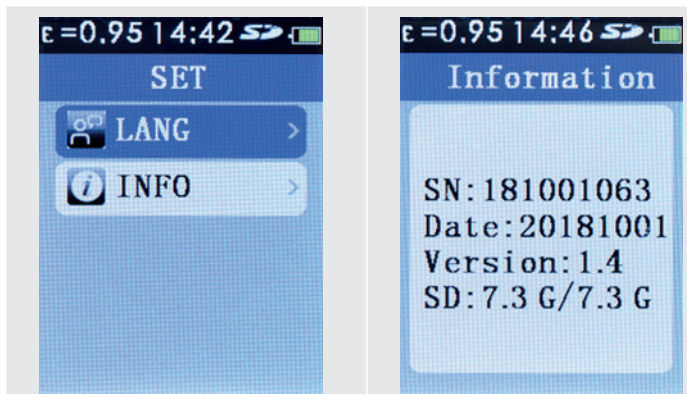 ε=0.95 14:42 SD
SET
LANG
INFO
ε=0.95 14:46 SD
Information
SN:181001063
Date:20181001
Version:1.4
SD:7.3 G/7.3 G